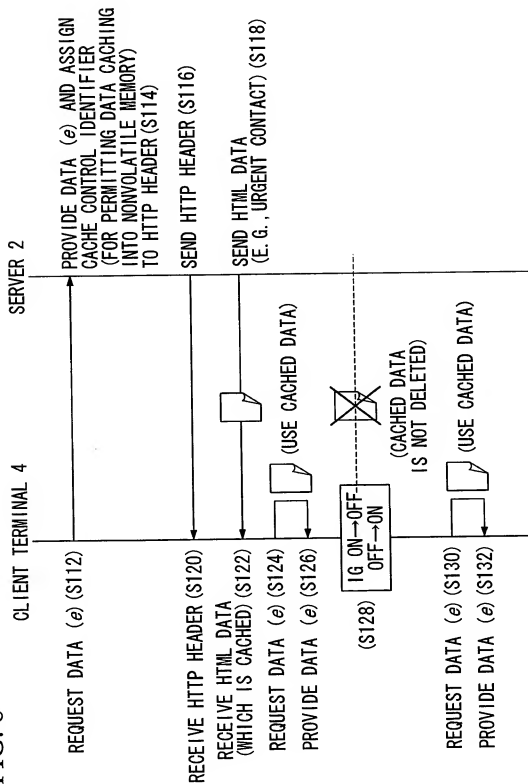 CLIENT TERMINAL 4
SERVER 2
REQUEST DATA (e) (S112)
PROVIDE DATA (e) AND ASSIGN
CACHE CONTROL IDENTIFIER
(FOR PERMITTING DATA CACHING
INTO NONVOLATILE MEMORY)
TO HTTP HEADER (S114)
SEND HTTP HEADER (S116)
RECEIVE HTTP HEADER (S120)
SEND HTML DATA
(E. G., URGENT CONTACT) (S118)
RECEIVE HTML DATA
(WHICH IS CACHED) (S122)
REQUEST DATA (e) (S124)
(USE CACHED DATA)
PROVIDE DATA (e) (S126)
IG ON→OFF
OFF→ON
(S128)
(CACHED DATA
IS NOT DELETED)
REQUEST DATA (e) (S130)
(USE CACHED DATA)
PROVIDE DATA (e) (S132)